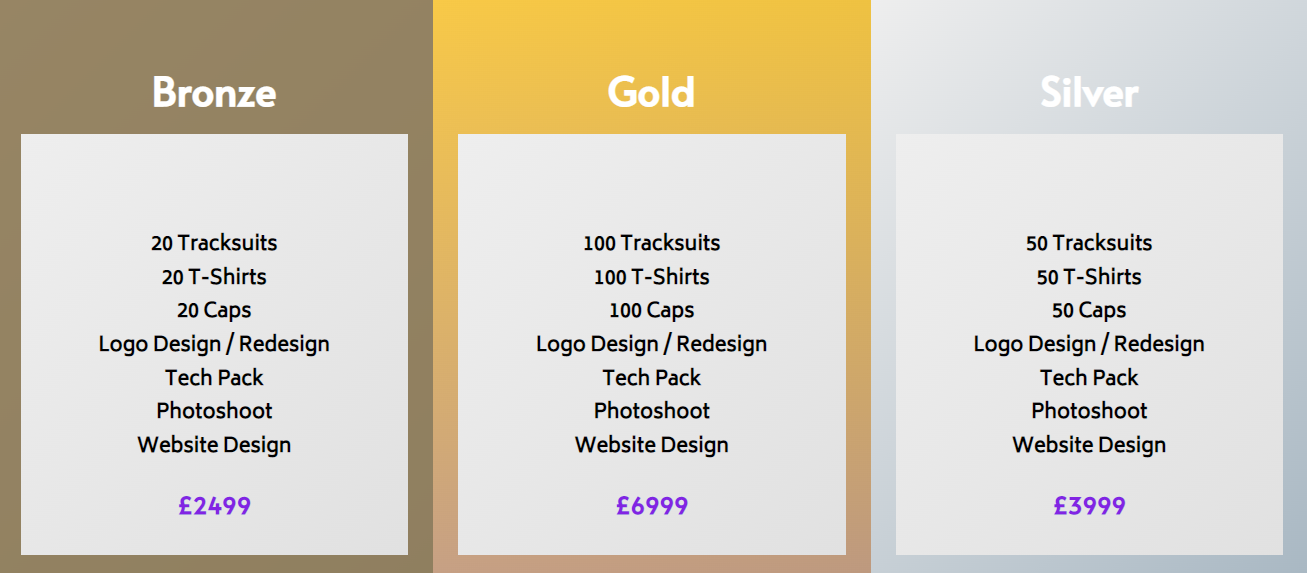 Bronze
20 Tracksuits
20 T-Shirts
20 Caps
Logo Design / Redesign
Tech Pack
Photoshoot
Website Design
£2499
Gold
100 Tracksuits
100 T-Shirts
100 Caps
Logo Design / Redesign
Tech Pack
Photoshoot
Website Design
£6999
Silver
50 Tracksuits
50 T-Shirts
50 Caps
Logo Design / Redesign
Tech Pack
Photoshoot
Website Design
£3999